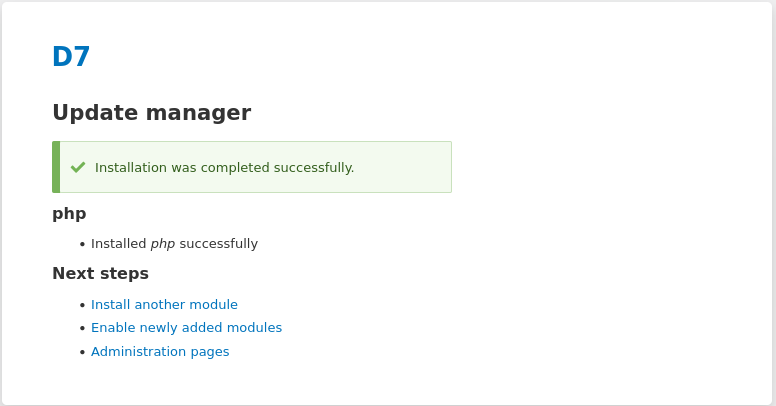 D7
Update manager
Installation was completed successfully.
php
• Installed php successfully
Next steps
• Install another module
• Enable newly added modules
• Administration pages